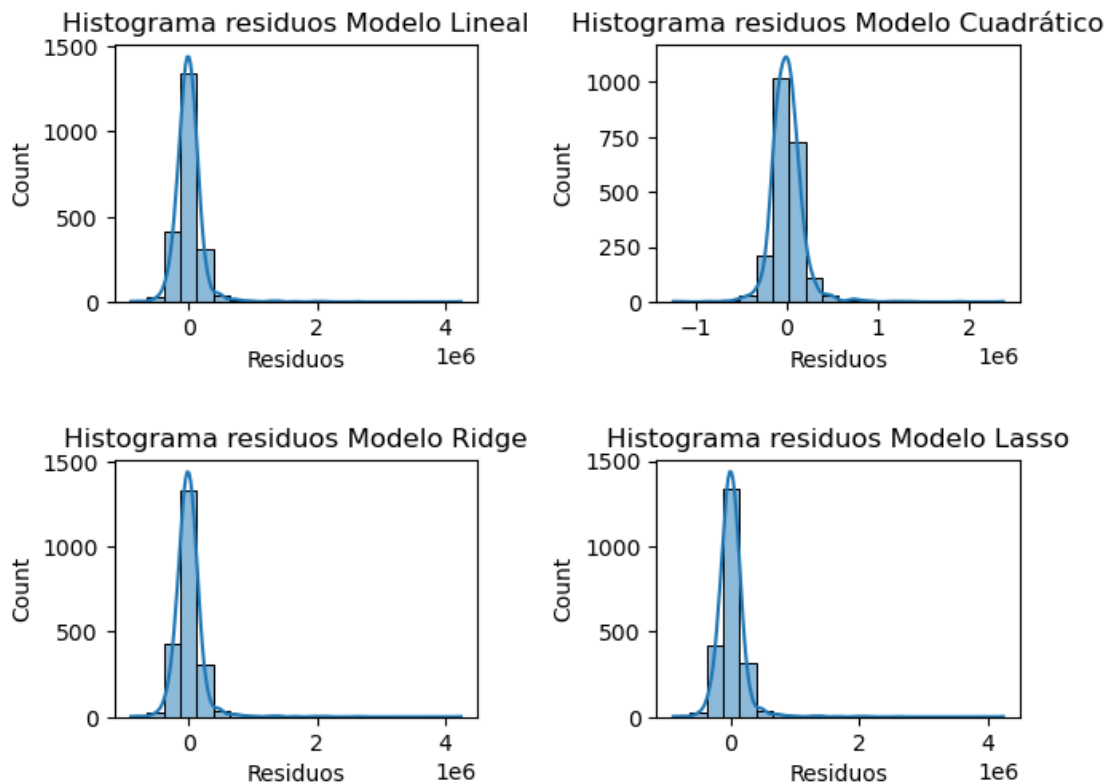 Histograma residuos Modelo Lineal
1500
1000
500
0
Count
0 2 4
1e6
Residuos
Histograma residuos Modelo Cuadrático
1000
750
500
250
0
Count
−1 0 1 2
1e6
Residuos
Histograma residuos Modelo Ridge
1500
1000
500
0
Count
0 2 4
1e6
Residuos
Histograma residuos Modelo Lasso
1500
1000
500
0
Count
0 2 4
1e6
Residuos